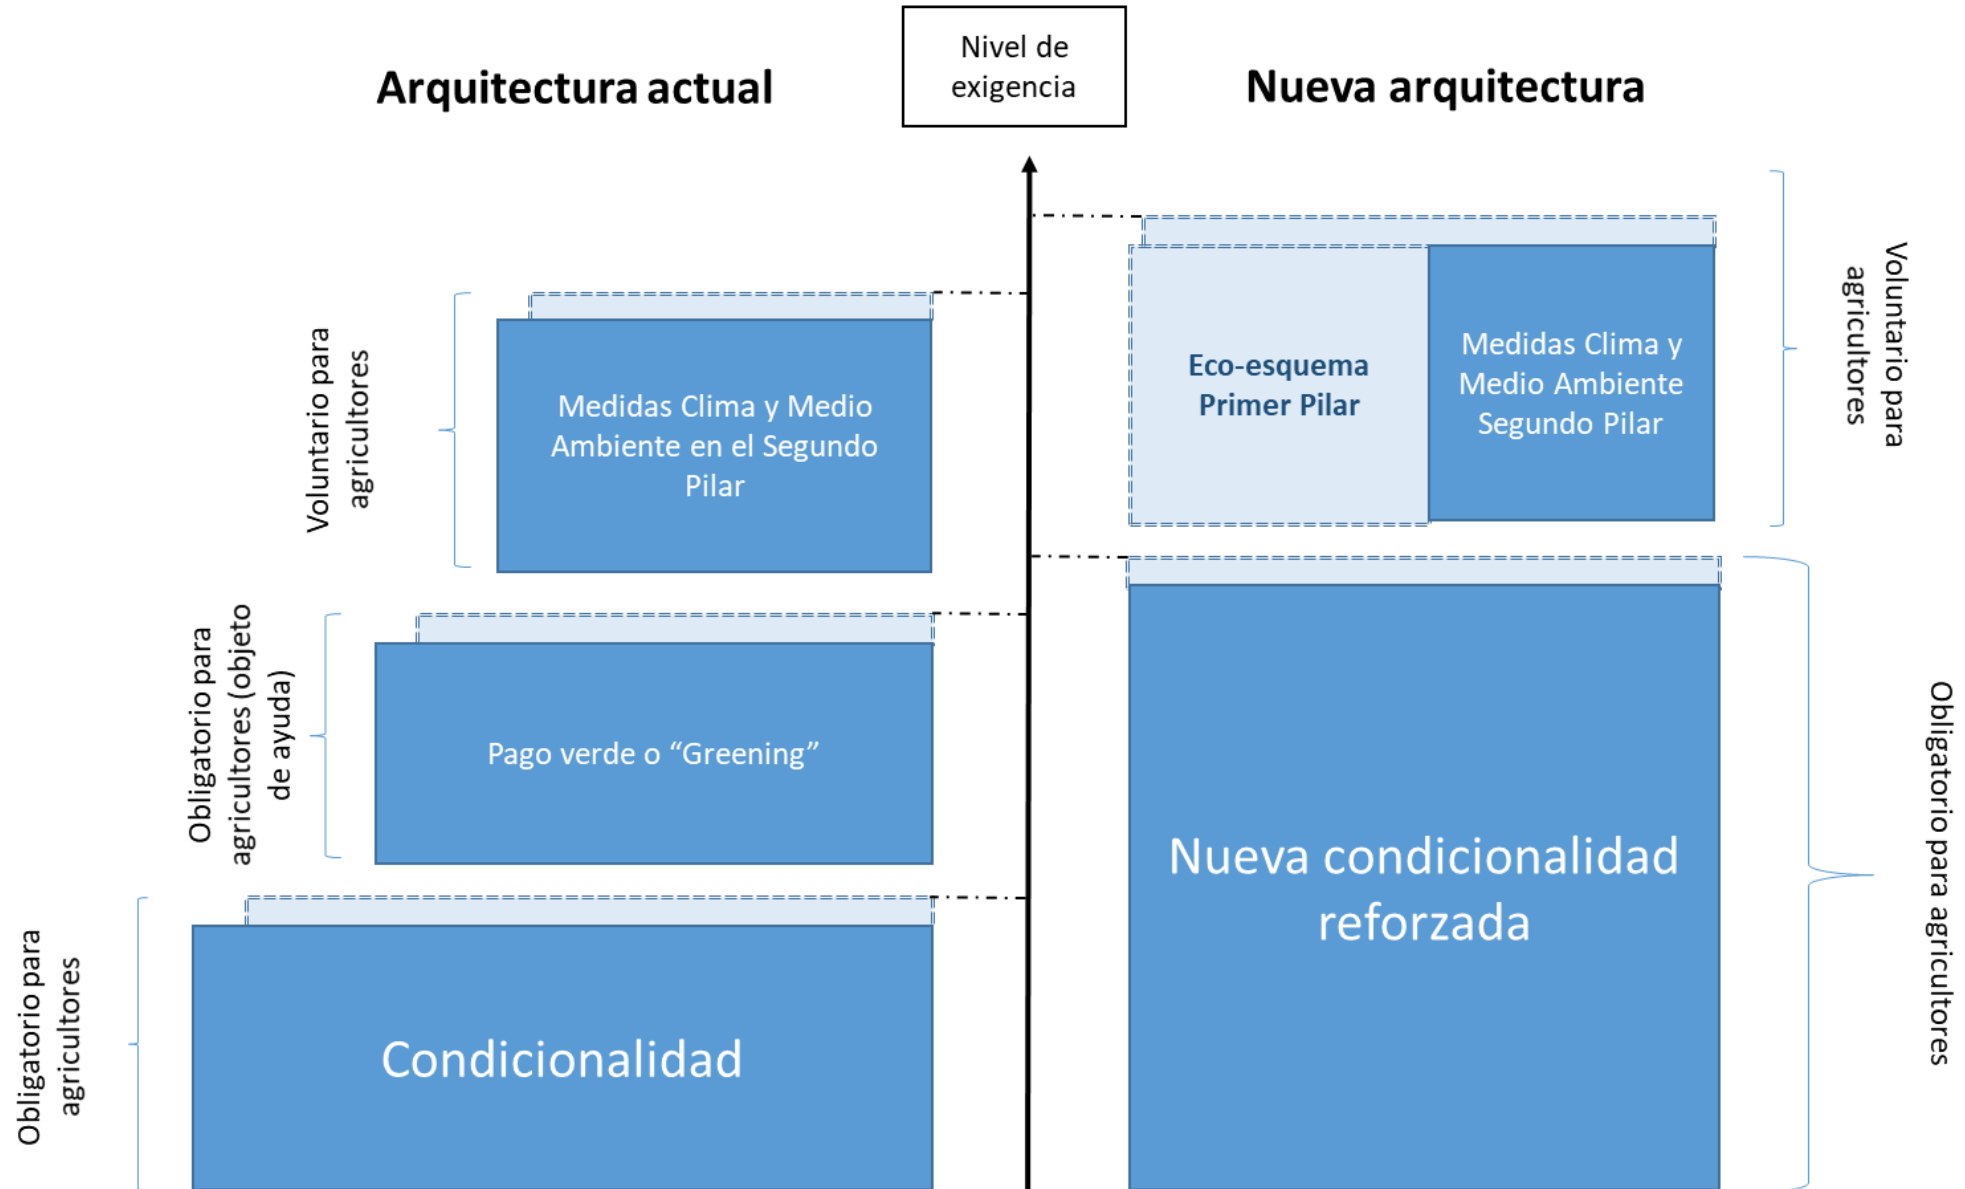 Arquitectura actual
Nivel de
exigencia
Nueva arquitectura
Voluntario para
agricultores
Medidas Clima y Medio
Ambiente en el Segundo
Pilar
Obligatorio para
agricultores (objeto
de ayuda)
Pago verde o “Greening”
Obligatorio para
agricultores
Condicionalidad
Eco-esquema
Primer Pilar
Medidas Clima y
Medio Ambiente
Segundo Pilar
Voluntario para
agricultores
Nueva condicionalidad
reforzada
Obligatorio para agricultores